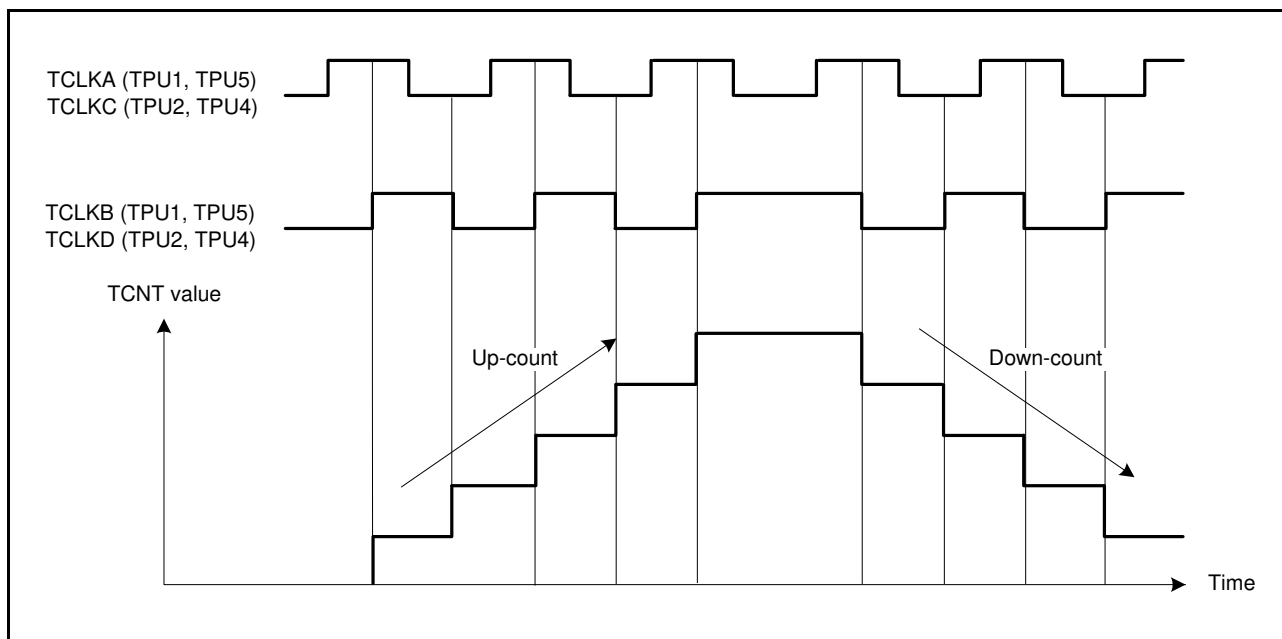 TCLKA (TPU1, TPU5)
TCLKC (TPU2, TPU4)
TCLKB (TPU1, TPU5)
TCLKD (TPU2, TPU4)
TCNT value
Up-count
Down-count
Time